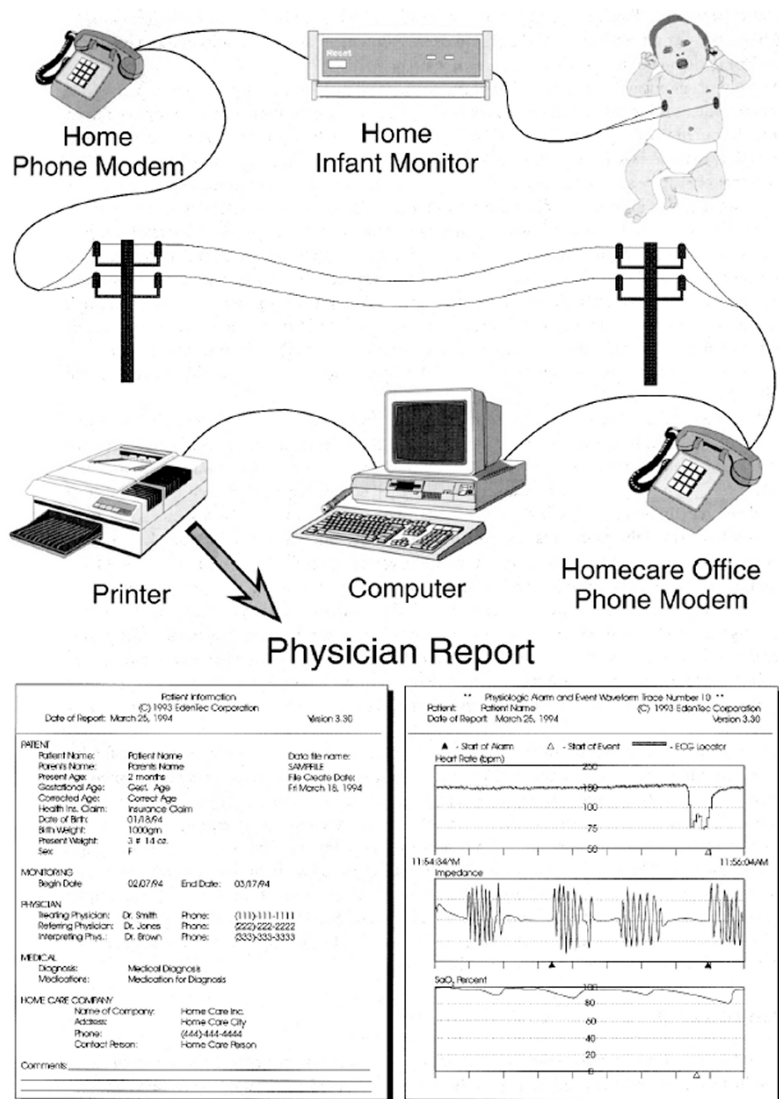 Reset
Home
Phone Modem
Home
Infant Monitor
Printer
Computer
Homecare Office
Phone Modem
Physician Report
Patient Information
(C) 1993 EdenTec Corporation
Date of Report: March 25, 1994 Version 3.30
PATIENT
Patient Name: Patient Name Data file name:
Parents Name: Parents Name SAMPFILE
Present Age: 2 months File Create Date:
Gestational Age: Gest. Age Fri March 18, 1994
Corrected Age: Correct Age
Health Ins. Claim: Insurance Claim
Date of Birth: 01/18/94
Birth Weight: 1000gm
Present Weight: 3 # 14 oz.
Sex: F
MONITORING
Begin Date 02/07/94 End Date: 03/17/94
PHYSICIAN
Treating Physician: Dr. Smith Phone: (111)-111-1111
Referring Physician: Dr. Jones Phone: (222)-222-2222
Interpreting Phys.: Dr. Brown Phone: (333)-333-3333
MEDICAL
Diagnosis: Medical Diagnosis
Medications: Medication for Diagnosis
HOME CARE COMPANY
Name of Company: Home Care Inc.
Address: Home Care City
Phone: (444)-444-4444
Contact Person: Home Care Person
Comments:
** Physiologic Alarm and Event Waveform Trace Number 10 **
Patient: Patient Name (C) 1993 EdenTec Corporation
Date of Report: March 25, 1994 Version 3.30
▲ - Start of Alarm △ - Start of Event - ECG Locator
Heart Rate (bpm)
250
150
100
75
50
11:54:34AM 11:56:04AM
Impedance
SaO2 Percent
100
80
60
40
20
0